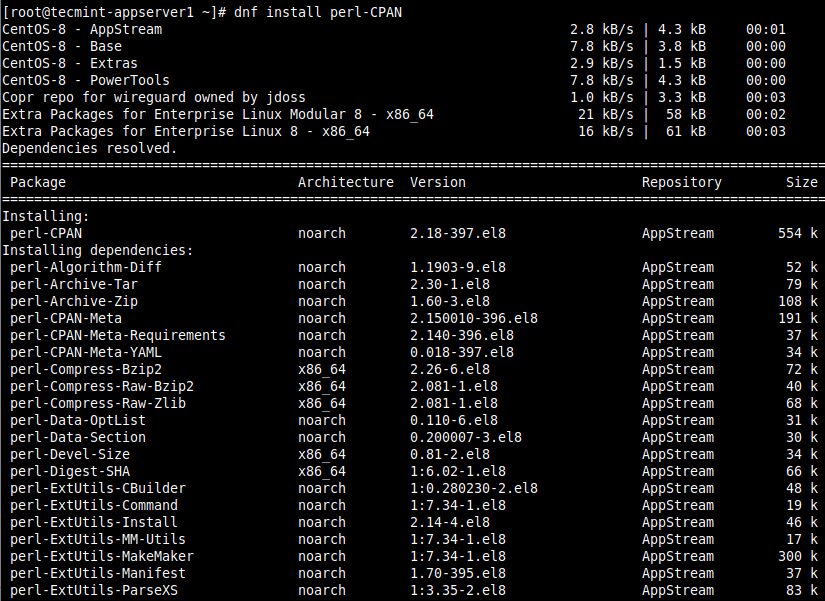 [root@tecmint-appserver1 ~]# dnf install perl-CPAN
CentOS-8 - AppStream 2.8 kB/s | 4.3 kB 00:01
CentOS-8 - Base 7.8 kB/s | 3.8 kB 00:00
CentOS-8 - Extras 2.9 kB/s | 1.5 kB 00:00
CentOS-8 - PowerTools 7.8 kB/s | 4.3 kB 00:00
Copr repo for wireguard owned by jdoss 1.0 kB/s | 3.3 kB 00:03
Extra Packages for Enterprise Linux Modular 8 - x86_64 21 kB/s | 58 kB 00:02
Extra Packages for Enterprise Linux 8 - x86_64 16 kB/s | 61 kB 00:03
Dependencies resolved.
Package Architecture Version Repository Size
Installing:
perl-CPAN noarch 2.18-397.el8 AppStream 554 k
Installing dependencies:
perl-Algorithm-Diff noarch 1.1903-9.el8 AppStream 52 k
perl-Archive-Tar noarch 2.30-1.el8 AppStream 79 k
perl-Archive-Zip noarch 1.60-3.el8 AppStream 108 k
perl-CPAN-Meta noarch 2.150010-396.el8 AppStream 191 k
perl-CPAN-Meta-Requirements noarch 2.140-396.el8 AppStream 37 k
perl-CPAN-Meta-YAML noarch 0.018-397.el8 AppStream 34 k
perl-Compress-Bzip2 x86_64 2.26-6.el8 AppStream 72 k
perl-Compress-Raw-Bzip2 x86_64 2.081-1.el8 AppStream 40 k
perl-Compress-Raw-Zlib x86_64 2.081-1.el8 AppStream 68 k
perl-Data-OptList noarch 0.110-6.el8 AppStream 31 k
perl-Data-Section noarch 0.200007-3.el8 AppStream 30 k
perl-Devel-Size x86_64 0.81-2.el8 AppStream 34 k
perl-Digest-SHA x86_64 1:6.02-1.el8 AppStream 66 k
perl-ExtUtils-CBuilder noarch 1:0.280230-2.el8 AppStream 48 k
perl-ExtUtils-Command noarch 1:7.34-1.el8 AppStream 19 k
perl-ExtUtils-Install noarch 2.14-4.el8 AppStream 46 k
perl-ExtUtils-MM-Utils noarch 1:7.34-1.el8 AppStream 17 k
perl-ExtUtils-MakeMaker noarch 1:7.34-1.el8 AppStream 300 k
perl-ExtUtils-Manifest noarch 1.70-395.el8 AppStream 37 k
perl-ExtUtils-ParseXS noarch 1:3.35-2.el8 AppStream 83 k